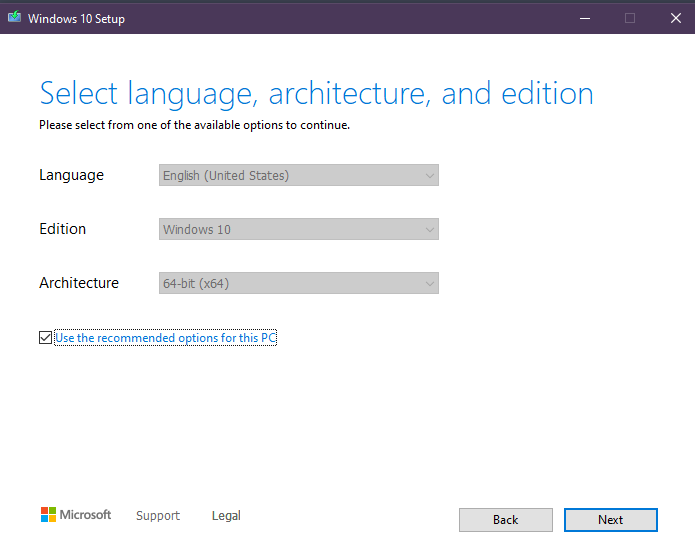 Windows 10 Setup
Select language, architecture, and edition
Please select from one of the available options to continue.
Language English (United States)
Edition Windows 10
Architecture 64-bit (x64)
Use the recommended options for this PC
Microsoft Support Legal Back Next